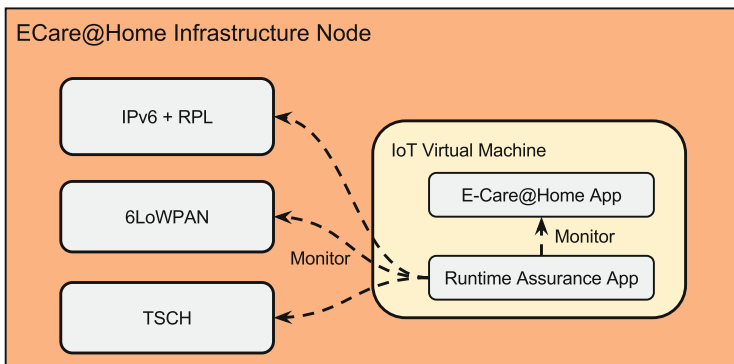 ECare@Home Infrastructure Node
IPv6 + RPL
IoT Virtual Machine
E-Care@Home App
6LoWPAN
Monitor
Monitor
Runtime Assurance App
TSCH